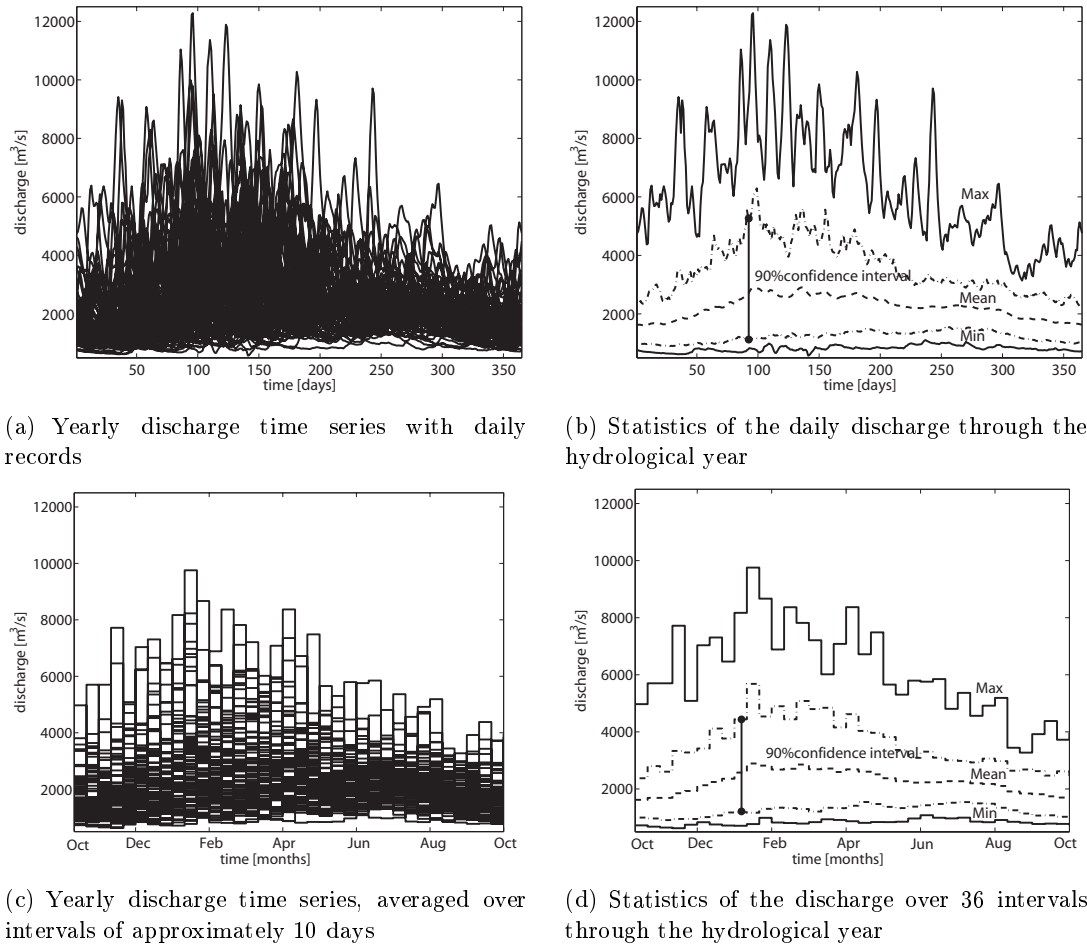 12000
10000
8000
6000
4000
2000
discharge [m³/s]
50 100 150 200 250 300 350
time [days]
(a) Yearly discharge time series with daily
records
12000
10000
8000
6000
4000
2000
discharge [m³/s]
Max
90%confidence interval
Mean
Min
50 100 150 200 250 300 350
time [days]
(b) Statistics of the daily discharge through the
hydrological year
12000
10000
8000
6000
4000
2000
discharge [m³/s]
Oct Dec Feb Apr Jun Aug Oct
time [months]
(c) Yearly discharge time series, averaged over
intervals of approximately 10 days
12000
10000
8000
6000
4000
2000
discharge [m³/s]
Max
90%confidence interval
Mean
Min
Oct Dec Feb Apr Jun Aug Oct
time [months]
(d) Statistics of the discharge over 36 intervals
through the hydrological year